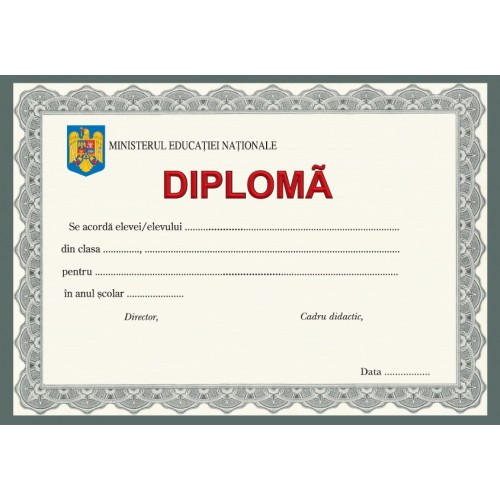 MINISTERUL EDUCAȚIEI NAȚIONALE
DIPLOMÃ
Se acordă elevei/elevului ......................................................................
din clasa ............., ....................................................................................
pentru ...................................................................................................
în anul școlar ......................
Director,
Cadru didactic,
Data .................